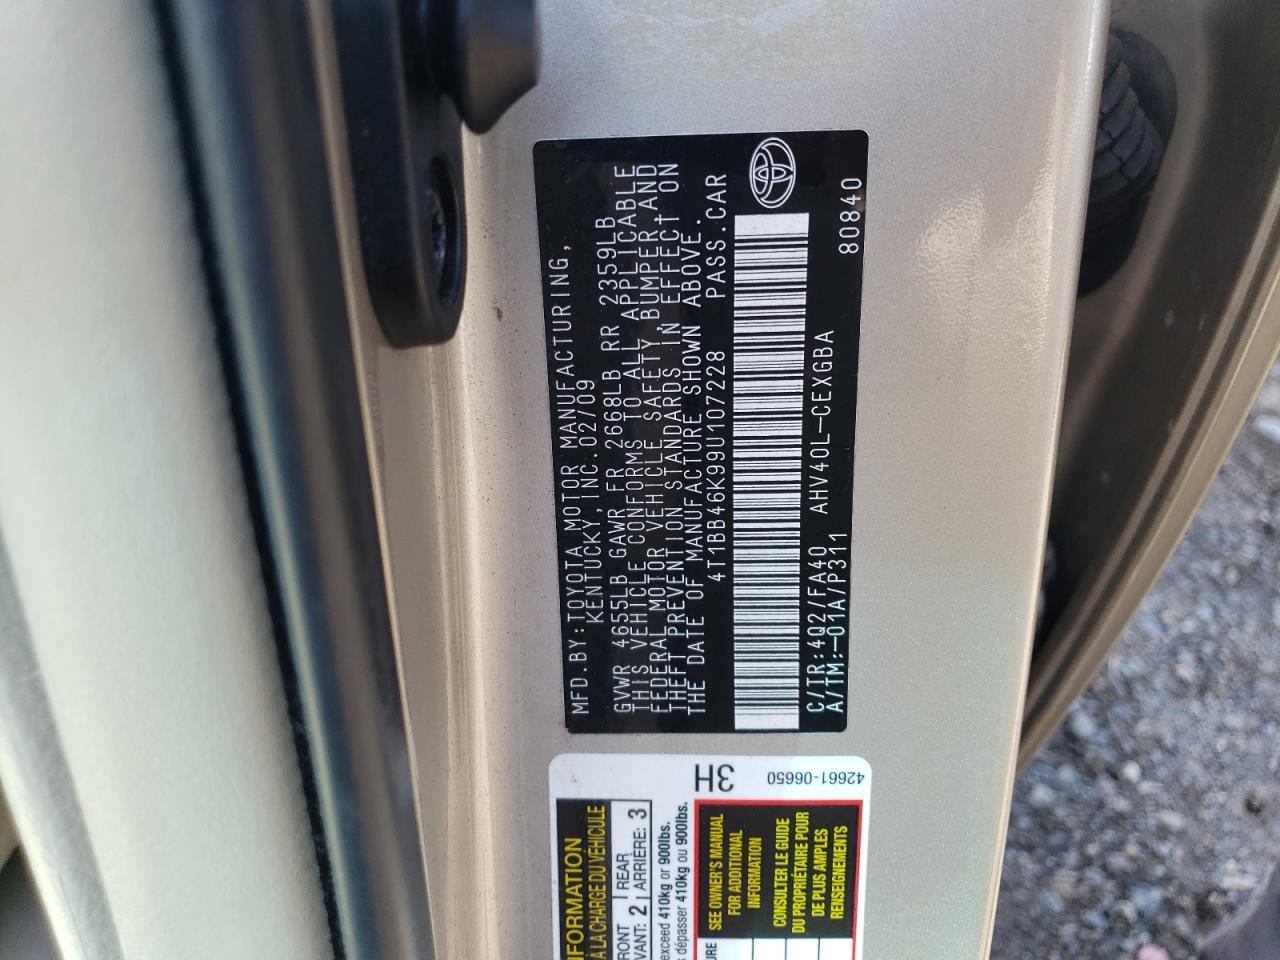 MFD.BY:TOYOTA MOTOR MANUFACTURING,
KENTUCKY,INC.02/09
GVWR 4655LB GAWR FR 2668LB RR 2359LB
THIS VEHICLE CONFORMS TO ALL APPLICABLE
FEDERAL MOTOR VEHICLE SAFETY,BUMPER,AND
THEFT PREVENTION STANDARDS IN EFFECT ON
THE DATE OF MANUFACTURE SHOWN ABOVE.
4T1BB46K99U107228 PASS.CAR
C/TR:4Q2/FA40 AHV40L-CEXGBA 80840
A/TM:-01A/P311
3H
42661-06650
À LA CHARGE DU VÉHICULE
REAR
2 ARRIÈRE: 3
exceed 410kg or 900lbs.
dépasser 410kg ou 900lbs.
SEE OWNER'S MANUAL
FOR ADDITIONAL
INFORMATION
CONSULTER LE GUIDE
DU PROPRIÉTAIRE POUR
DE PLUS AMPLES
RENSEIGNEMENTS